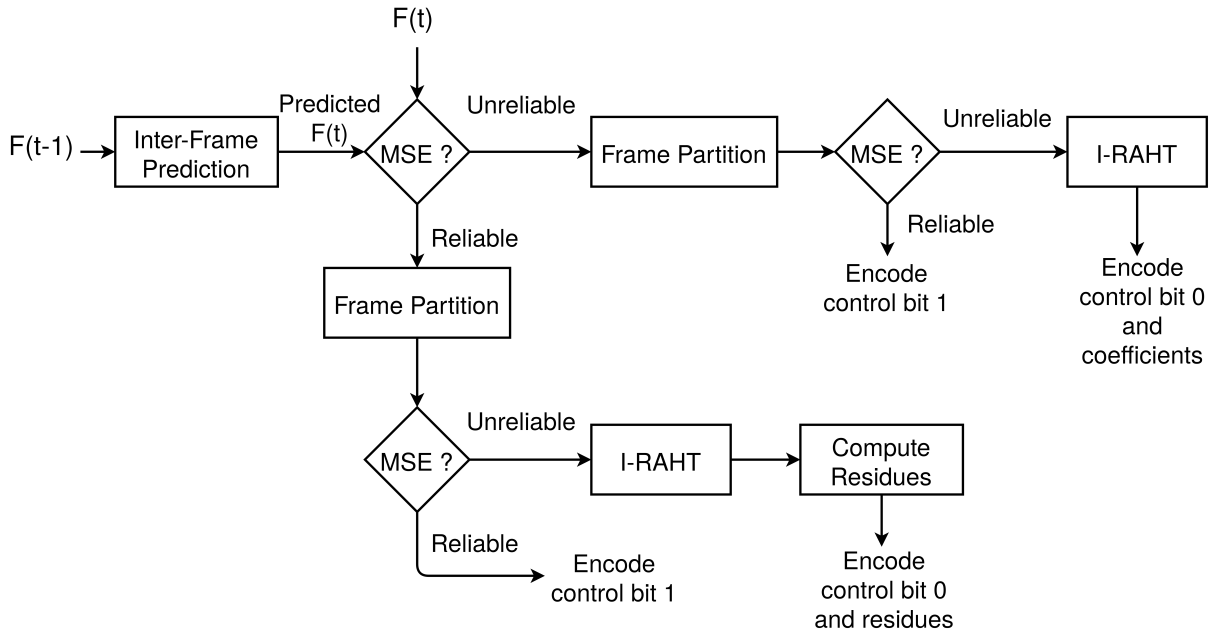 F(t)
F(t-1)
Inter-Frame
Prediction
Predicted
F(t)
MSE ?
Unreliable
Frame Partition
MSE ?
Unreliable
I-RAHT
Reliable
Encode
control bit 1
Encode
control bit 0
and
coefficients
Reliable
Frame Partition
MSE ?
Unreliable
I-RAHT
Compute
Residues
Reliable
Encode
control bit 1
Encode
control bit 0
and residues